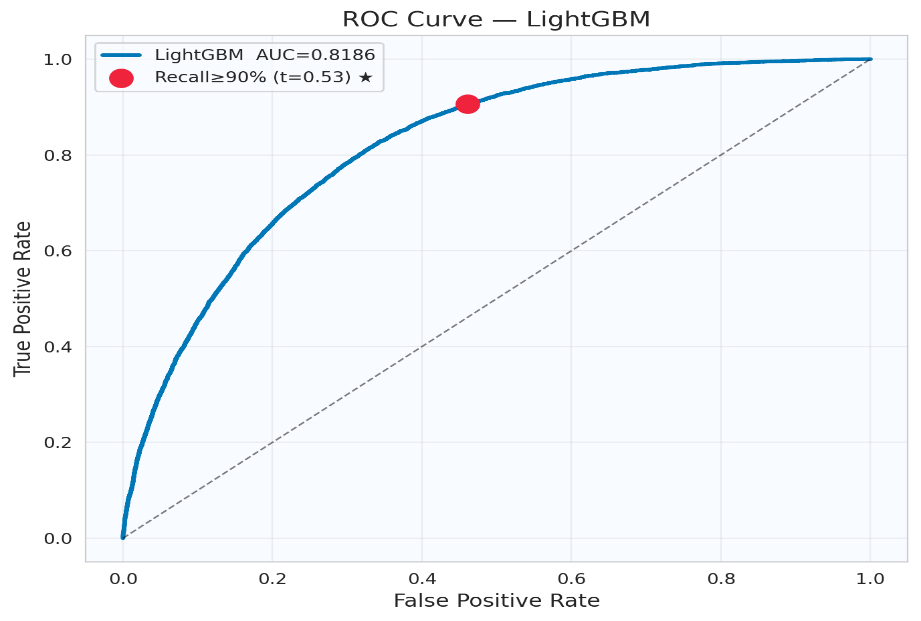 ROC Curve — LightGBM
LightGBM  AUC=0.8186
Recall≥90% (t=0.53) ★
True Positive Rate
1.0
0.8
0.6
0.4
0.2
0.0
0.0 0.2 0.4 0.6 0.8 1.0
False Positive Rate